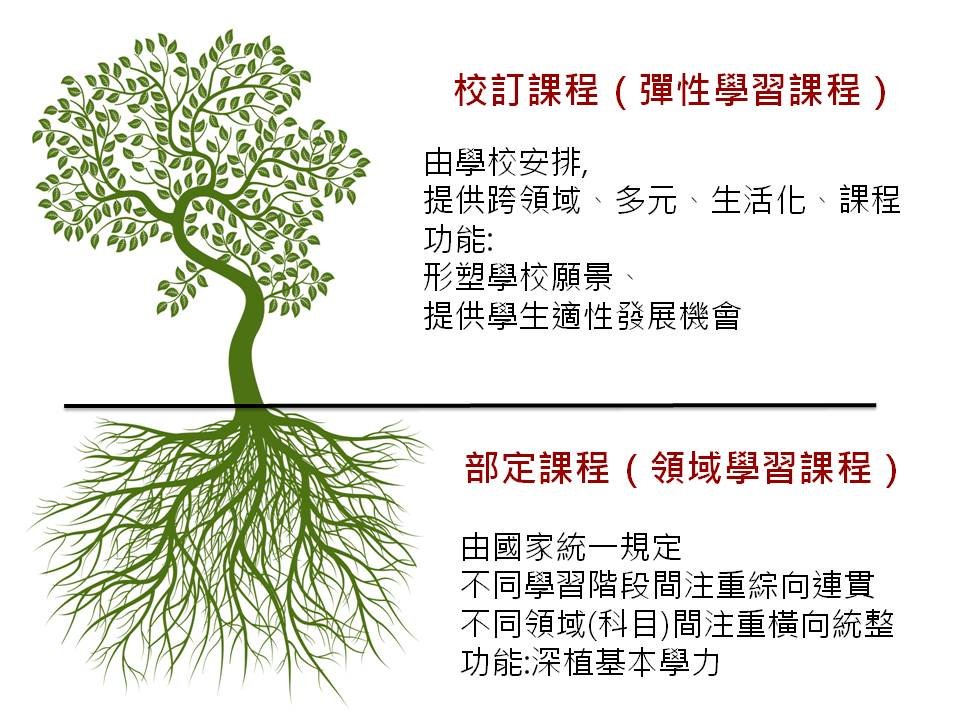 校訂課程（彈性學習課程）
由學校安排,
提供跨領域、多元、生活化、課程
功能:
形塑學校願景、
提供學生適性發展機會
部定課程（領域學習課程）
由國家統一規定
不同學習階段間注重綜向連貫
不同領域(科目)間注重橫向統整
功能:深植基本學力